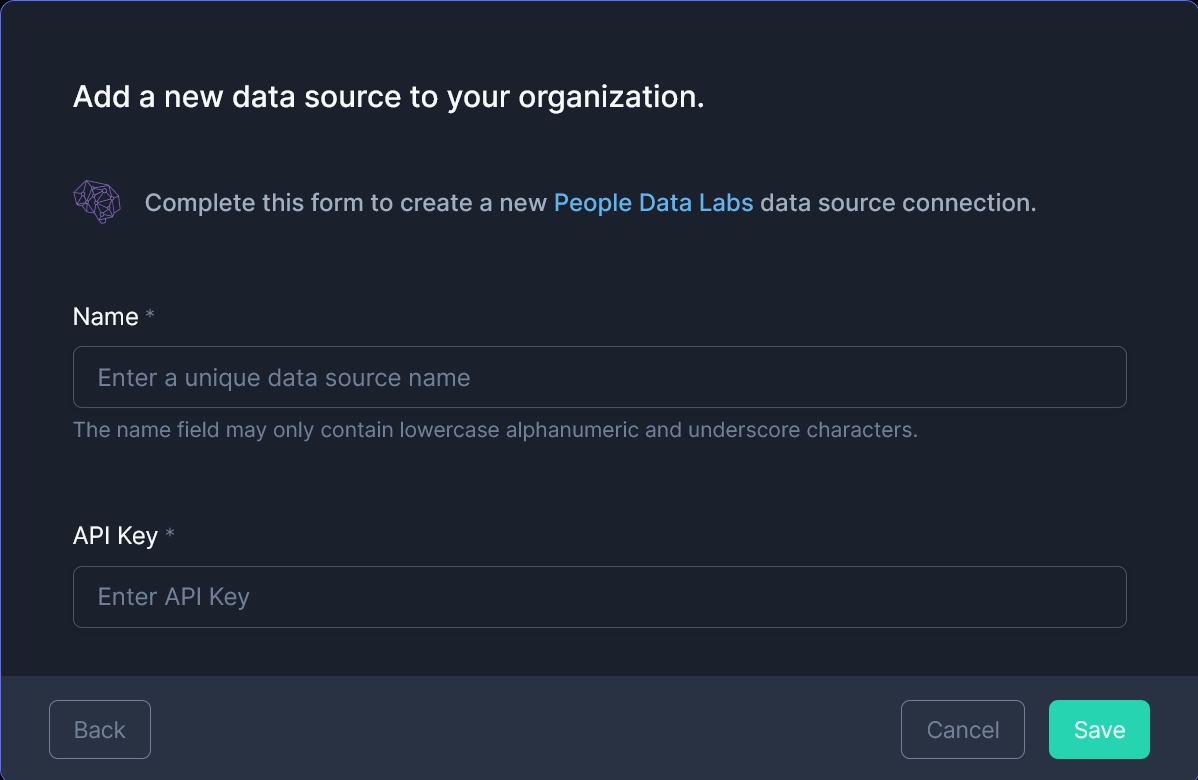 Add a new data source to your organization.
Complete this form to create a new People Data Labs data source connection.
Name *
Enter a unique data source name
The name field may only contain lowercase alphanumeric and underscore characters.
API Key *
Enter API Key
Back
Cancel
Save